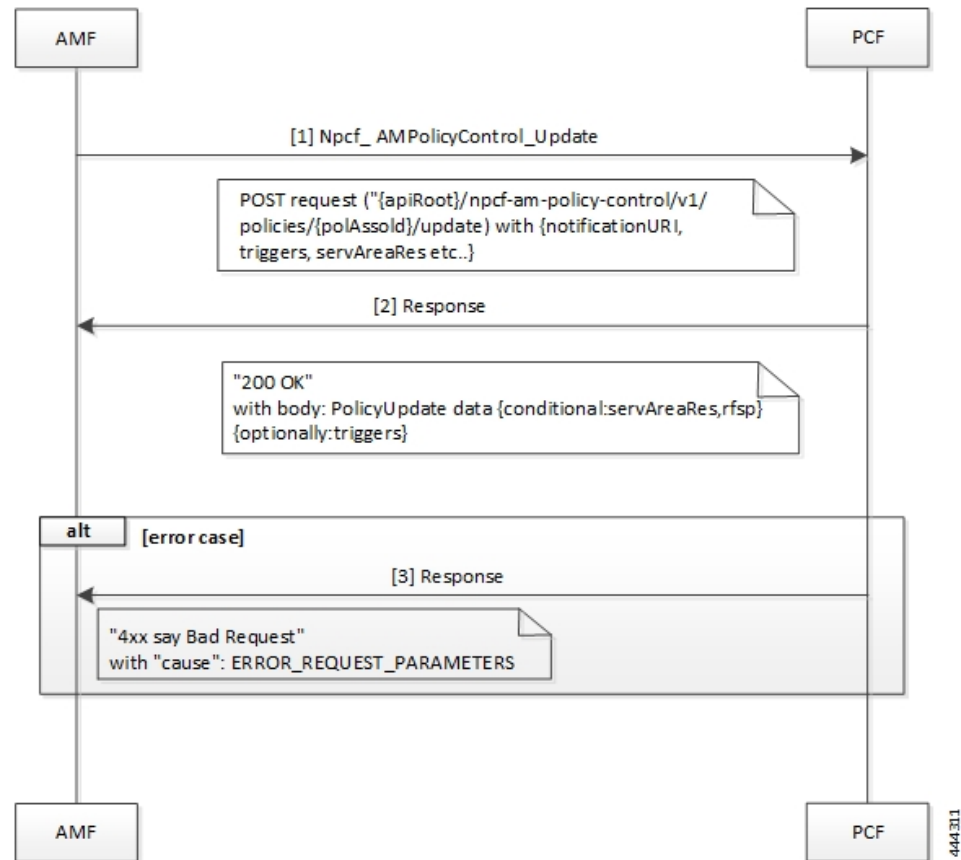 AMF
PCF
[1] Npcf_ AMPolicyControl_Update
POST request ("{apiRoot}/npcf-am-policy-control/v1/
policies/{polAssoId}/update) with {notificationURI,
triggers, servAreaRes etc..}
[2] Response
"200 OK"
with body: PolicyUpdate data {conditional:servAreaRes,rfsp}
{optionally:triggers}
alt
[error case]
[3] Response
"4xx say Bad Request"
with "cause": ERROR_REQUEST_PARAMETERS
AMF
PCF
444311